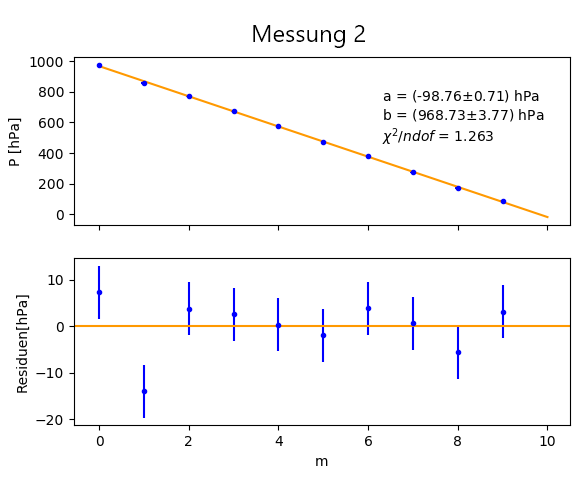 Messung 2
1000
800
600
400
200
0
P [hPa]
a = (-98.76±0.71) hPa
b = (968.73±3.77) hPa
χ²/ndof = 1.263
10
0
−10
−20
Residuen[hPa]
0 2 4 6 8 10
m